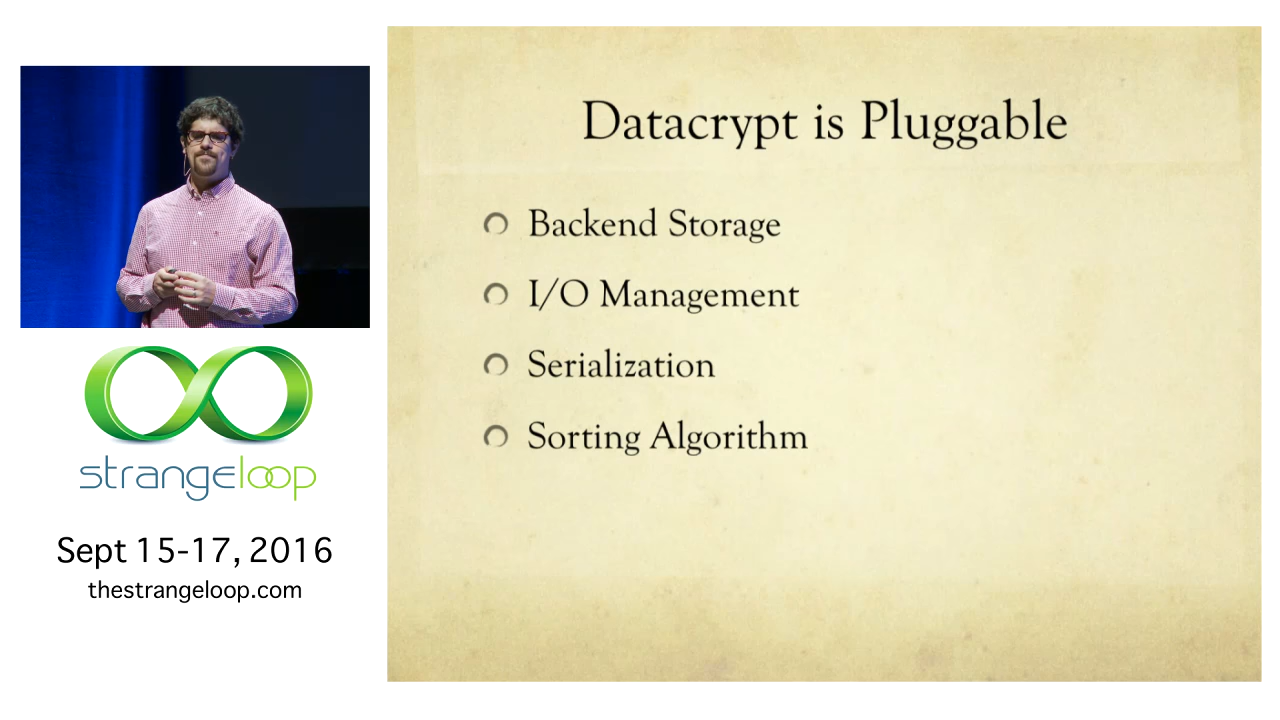 strangeloop
Sept 15-17, 2016
thestrangeloop.com
Datacrypt is Pluggable
Backend Storage
I/O Management
Serialization
Sorting Algorithm